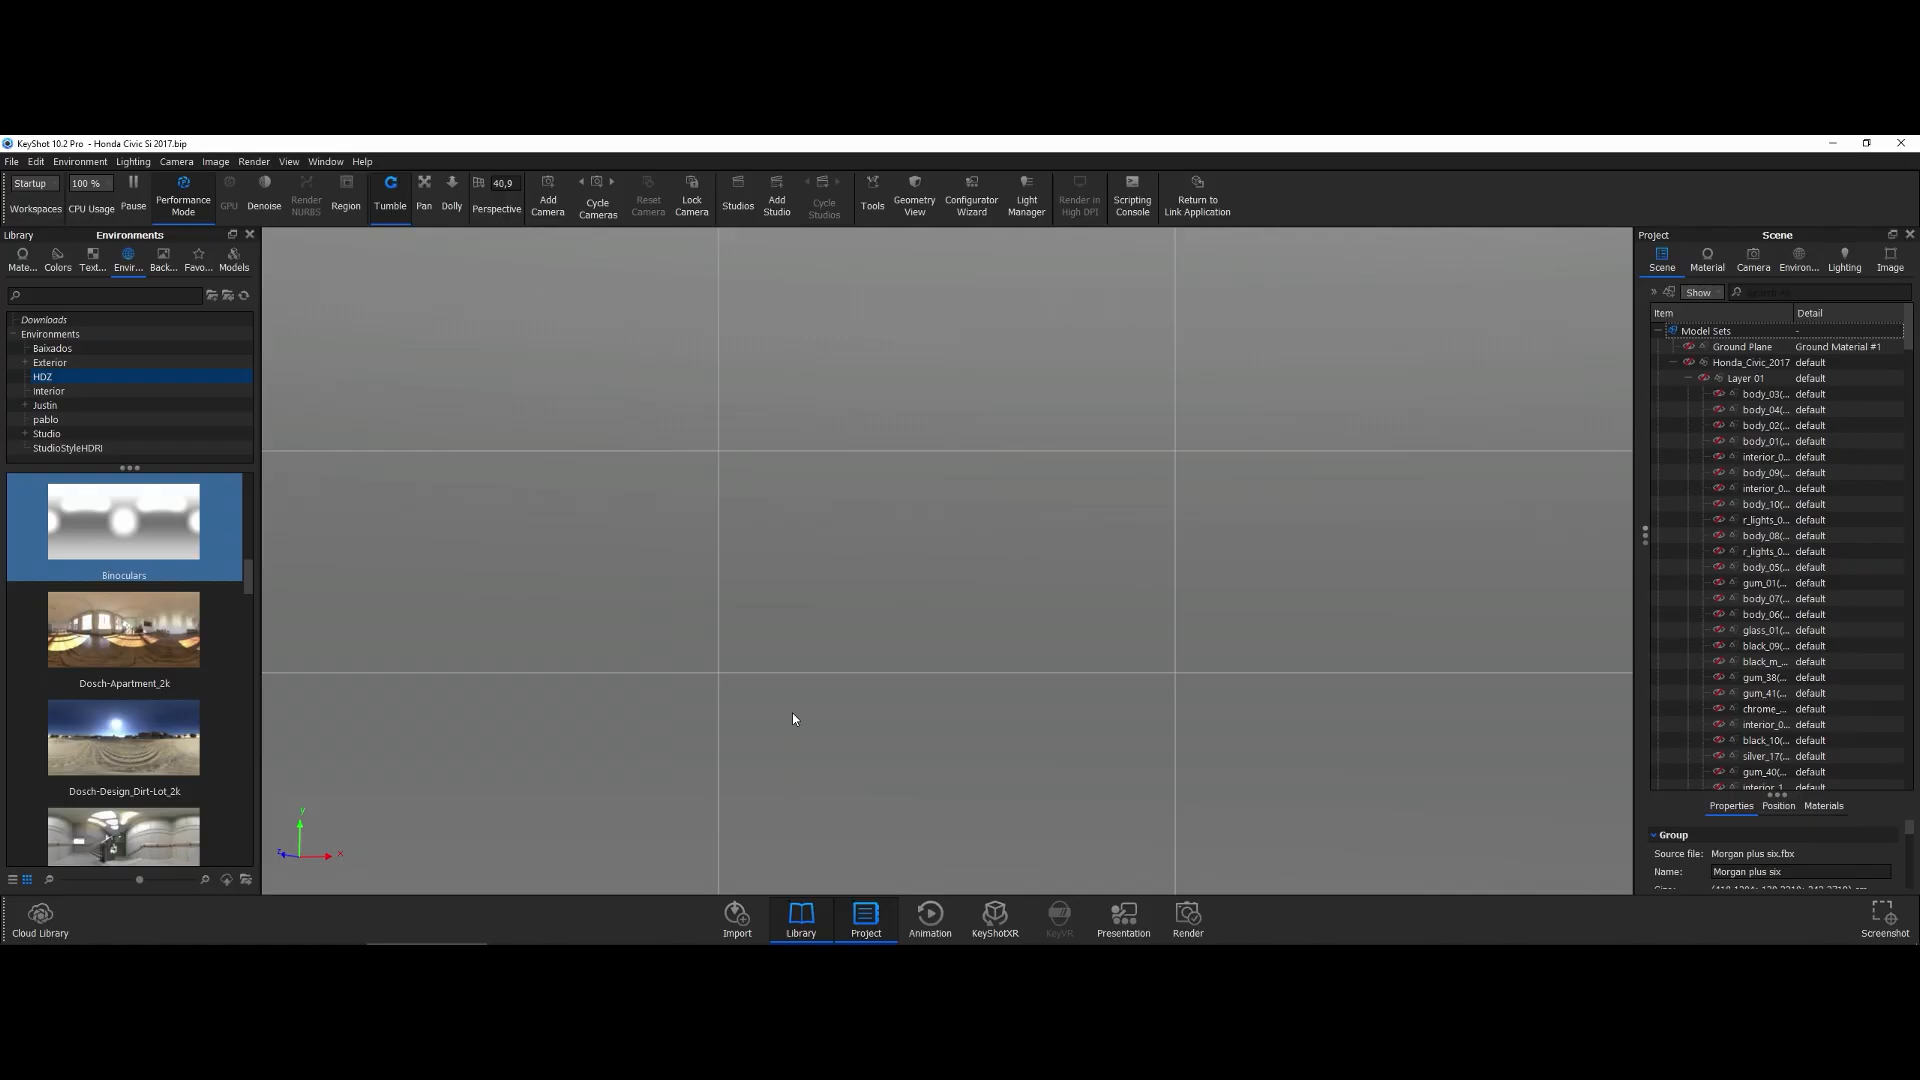 KeyShot 10.2 Pro - Honda Civic Si 2017.bip
File Edit Environment Lighting Camera Image Render View Window Help
Startup 100 % 40,9
Workspaces CPU Usage Pause Performance Mode GPU Denoise Render NURBS Region Tumble Pan Dolly Perspective Add Camera Cycle Cameras Reset Camera Lock Camera Studios Add Studio Cycle Studios Tools Geometry View Configurator Wizard Light Manager Render in High DPI Scripting Console Return to Link Application
Library Environments
Mate... Colors Text... Envir... Back... Favo... Models
Downloads
Environments
Baixados
Exterior
HDZ
Interior
Justin
pablo
Studio
StudioStyleHDRI
Binoculars
Dosch-Apartment_2k
Dosch-Design_Dirt-Lot_2k
y
z
x
Project Scene
Scene Material Camera Environ... Lighting Image
Show
Item Detail
Model Sets -
Ground Plane Ground Material #1
Honda_Civic_2017 default
Layer 01 default
body_03(... default
body_04(... default
body_02(... default
body_01(... default
interior_0... default
body_09(... default
interior_0... default
body_10(... default
r_lights_0... default
body_08(... default
r_lights_0... default
body_05(... default
gum_01(... default
body_07(... default
body_06(... default
glass_01(... default
black_09(... default
black_m_... default
gum_38(... default
gum_41(... default
chrome_... default
interior_0... default
black_10(... default
silver_17(... default
gum_40(... default
interior_1... default
Properties Position Materials
Group
Source file: Morgan plus six.fbx
Name: Morgan plus six
Cloud Library Import Library Project Animation KeyShotXR KeyVR Presentation Render Screenshot